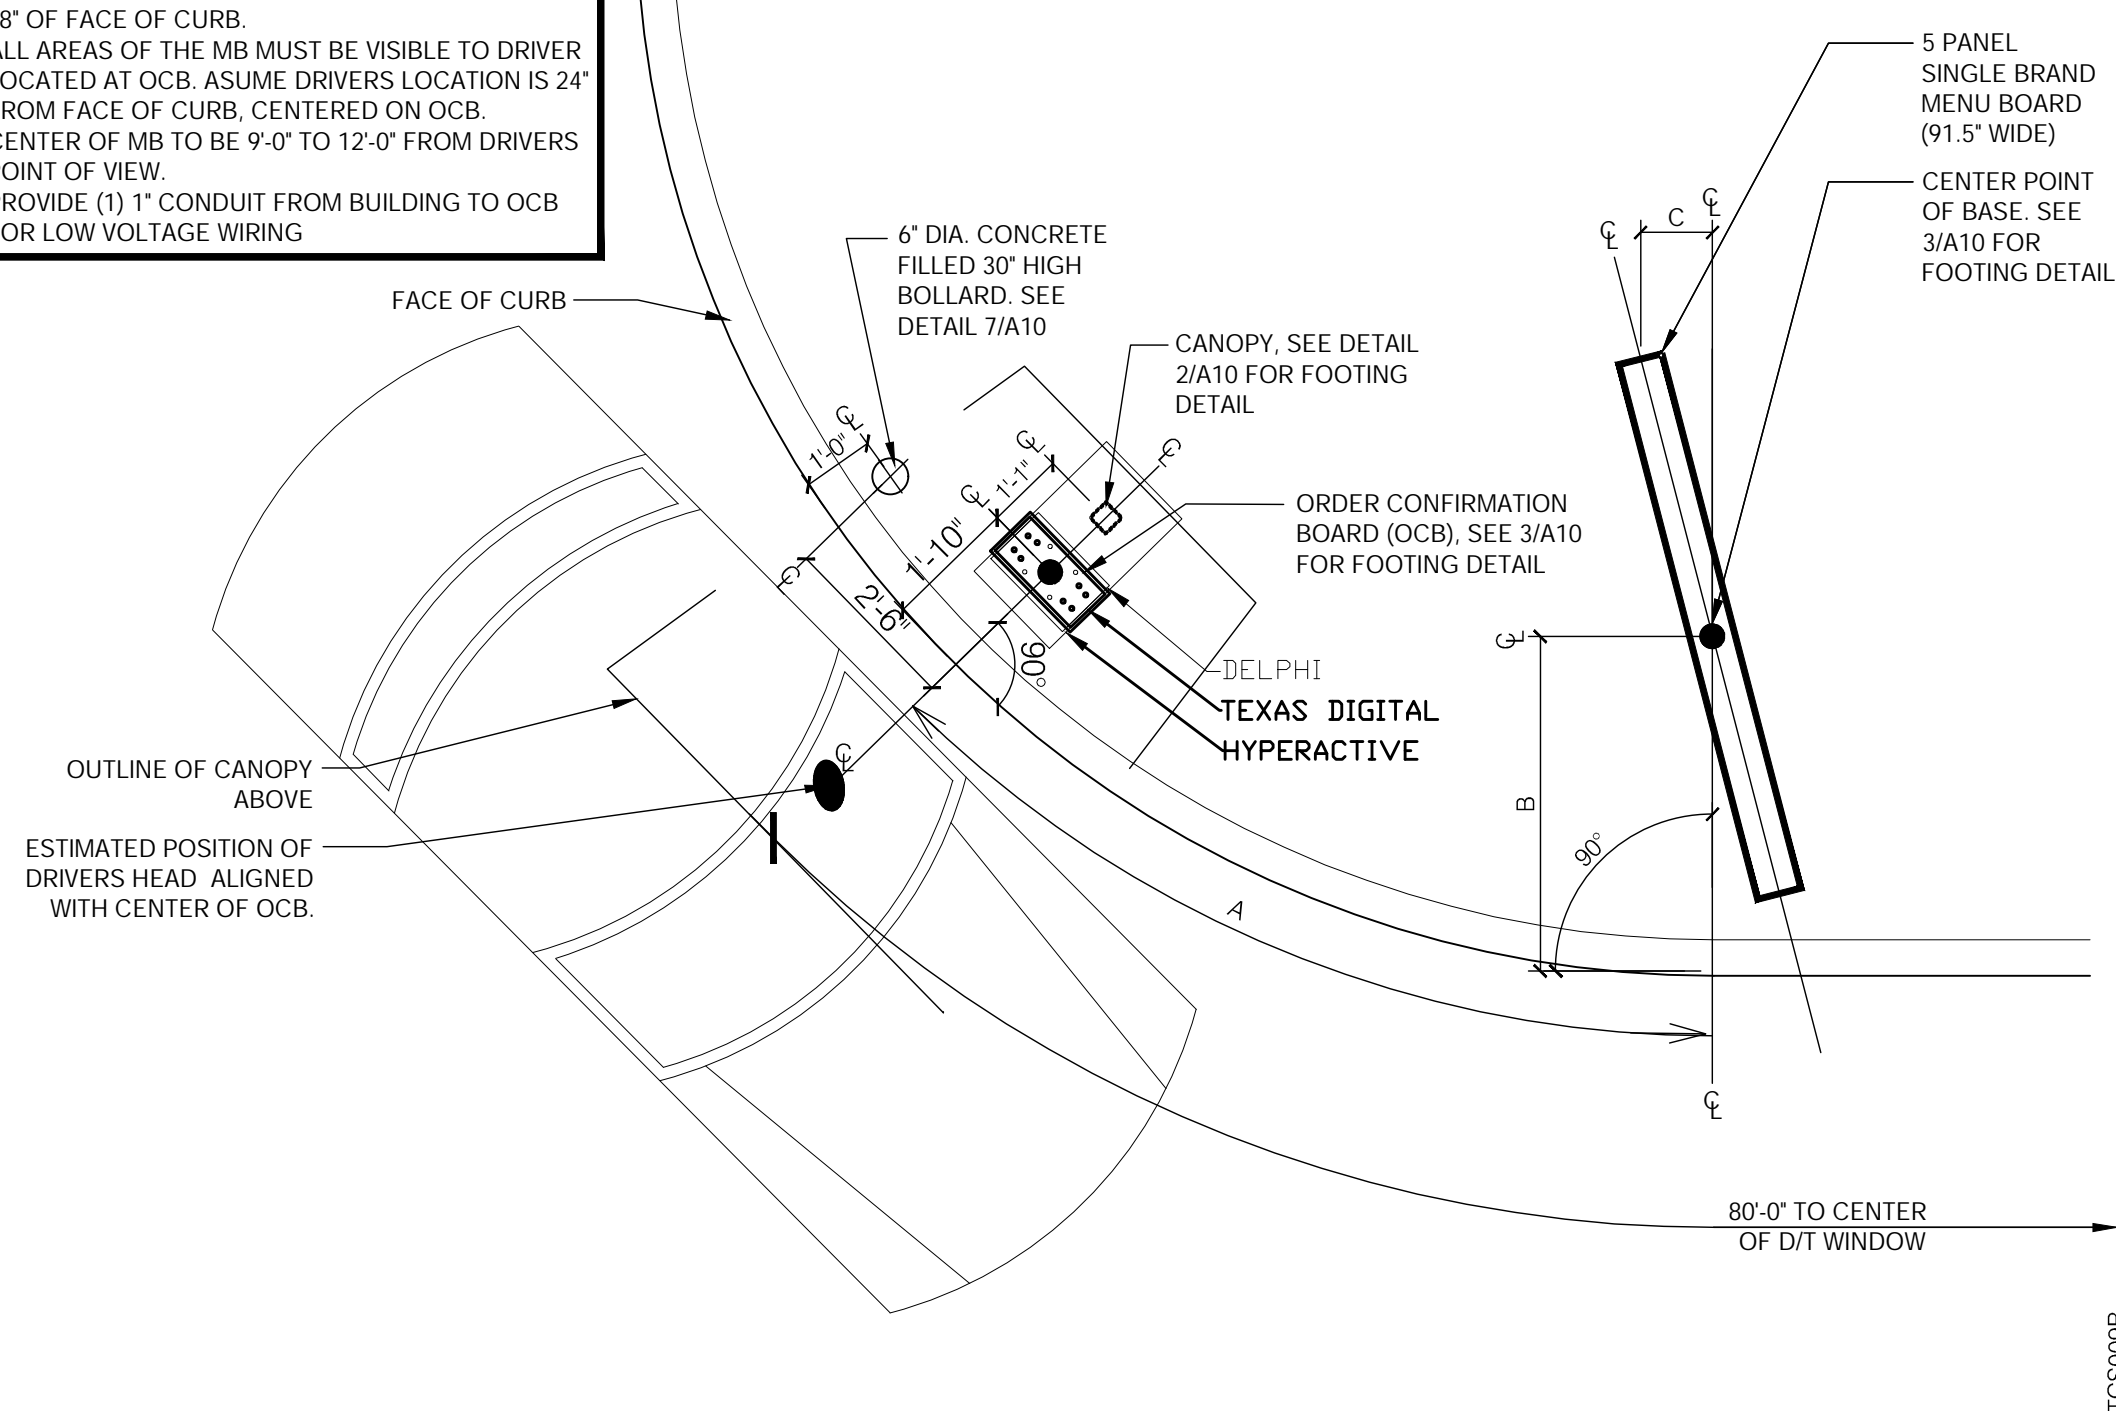 8" OF FACE OF CURB.
ALL AREAS OF THE MB MUST BE VISIBLE TO DRIVER
LOCATED AT OCB. ASUME DRIVERS LOCATION IS 24"
FROM FACE OF CURB, CENTERED ON OCB.
CENTER OF MB TO BE 9'-0" TO 12'-0" FROM DRIVERS
POINT OF VIEW.
PROVIDE (1) 1" CONDUIT FROM BUILDING TO OCB
FOR LOW VOLTAGE WIRING
5 PANEL
SINGLE BRAND
MENU BOARD
(91.5" WIDE)
CENTER POINT
OF BASE. SEE
3/A10 FOR
FOOTING DETAIL
C
6" DIA. CONCRETE
FILLED 30" HIGH
BOLLARD. SEE
DETAIL 7/A10
FACE OF CURB
CANOPY, SEE DETAIL
2/A10 FOR FOOTING
DETAIL
1'-0"
1'-1"
1'-10"
2'-6"
90°
ORDER CONFIRMATION
BOARD (OCB), SEE 3/A10
FOR FOOTING DETAIL
DELPHI
TEXAS DIGITAL
HYPERACTIVE
OUTLINE OF CANOPY
ABOVE
ESTIMATED POSITION OF
DRIVERS HEAD ALIGNED
WITH CENTER OF OCB.
A
B
90°
80'-0" TO CENTER
OF D/T WINDOW